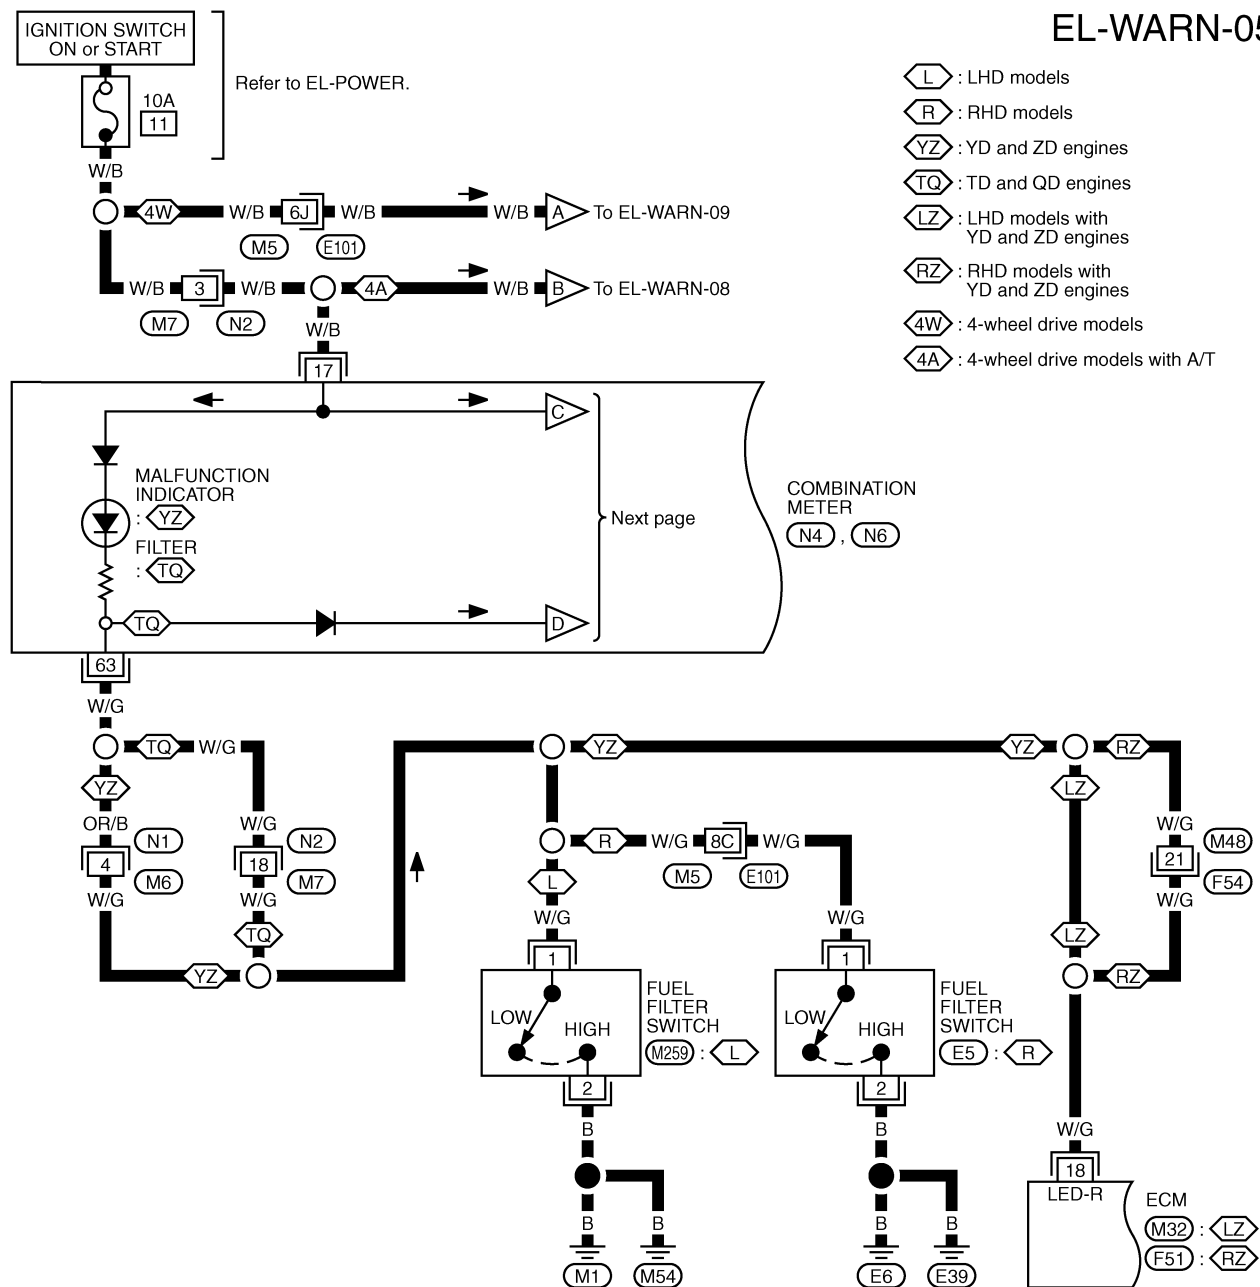 EL-WARN-05
IGNITION SWITCH
ON or START
Refer to EL-POWER.
10A
11
W/B
L : LHD models
R : RHD models
YZ : YD and ZD engines
TQ : TD and QD engines
LZ : LHD models with
YD and ZD engines
RZ : RHD models with
YD and ZD engines
4W : 4-wheel drive models
4A : 4-wheel drive models with A/T
4W W/B 6J W/B W/B A To EL-WARN-09
M5 E101
W/B 3 W/B 4A W/B B To EL-WARN-08
M7 N2
W/B
17
C
MALFUNCTION
INDICATOR
: YZ
FILTER
: TQ
Next page
COMBINATION
METER
N4 , N6
TQ D
63
W/G
TQ W/G YZ YZ RZ
YZ LZ
OR/B W/G W/G
N1 N2 M48
4 18 21
M6 M7 F54
W/G W/G W/G
R W/G 8C W/G
M5 E101
L
W/G W/G
TQ LZ
YZ RZ
1 1
LOW HIGH
FUEL
FILTER
SWITCH
M259 : L
LOW HIGH
FUEL
FILTER
SWITCH
E5 : R
2 2
B B
W/G
18
LED-R
ECM
M32 : LZ
F51 : RZ
B B B B
M1 M54 E6 E39